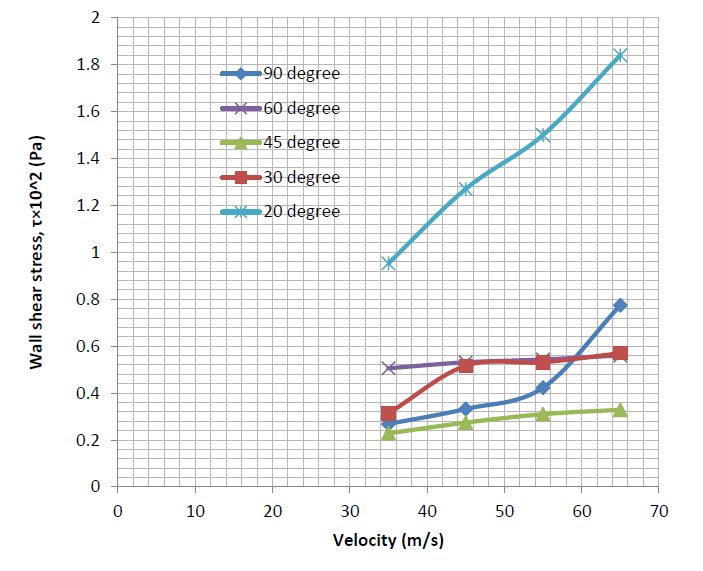 2
1.8
1.6
1.4
1.2
1
0.8
0.6
0.4
0.2
0
Wall shear stress, τ×10^2 (Pa)
90 degree
60 degree
45 degree
30 degree
20 degree
0 10 20 30 40 50 60 70
Velocity (m/s)